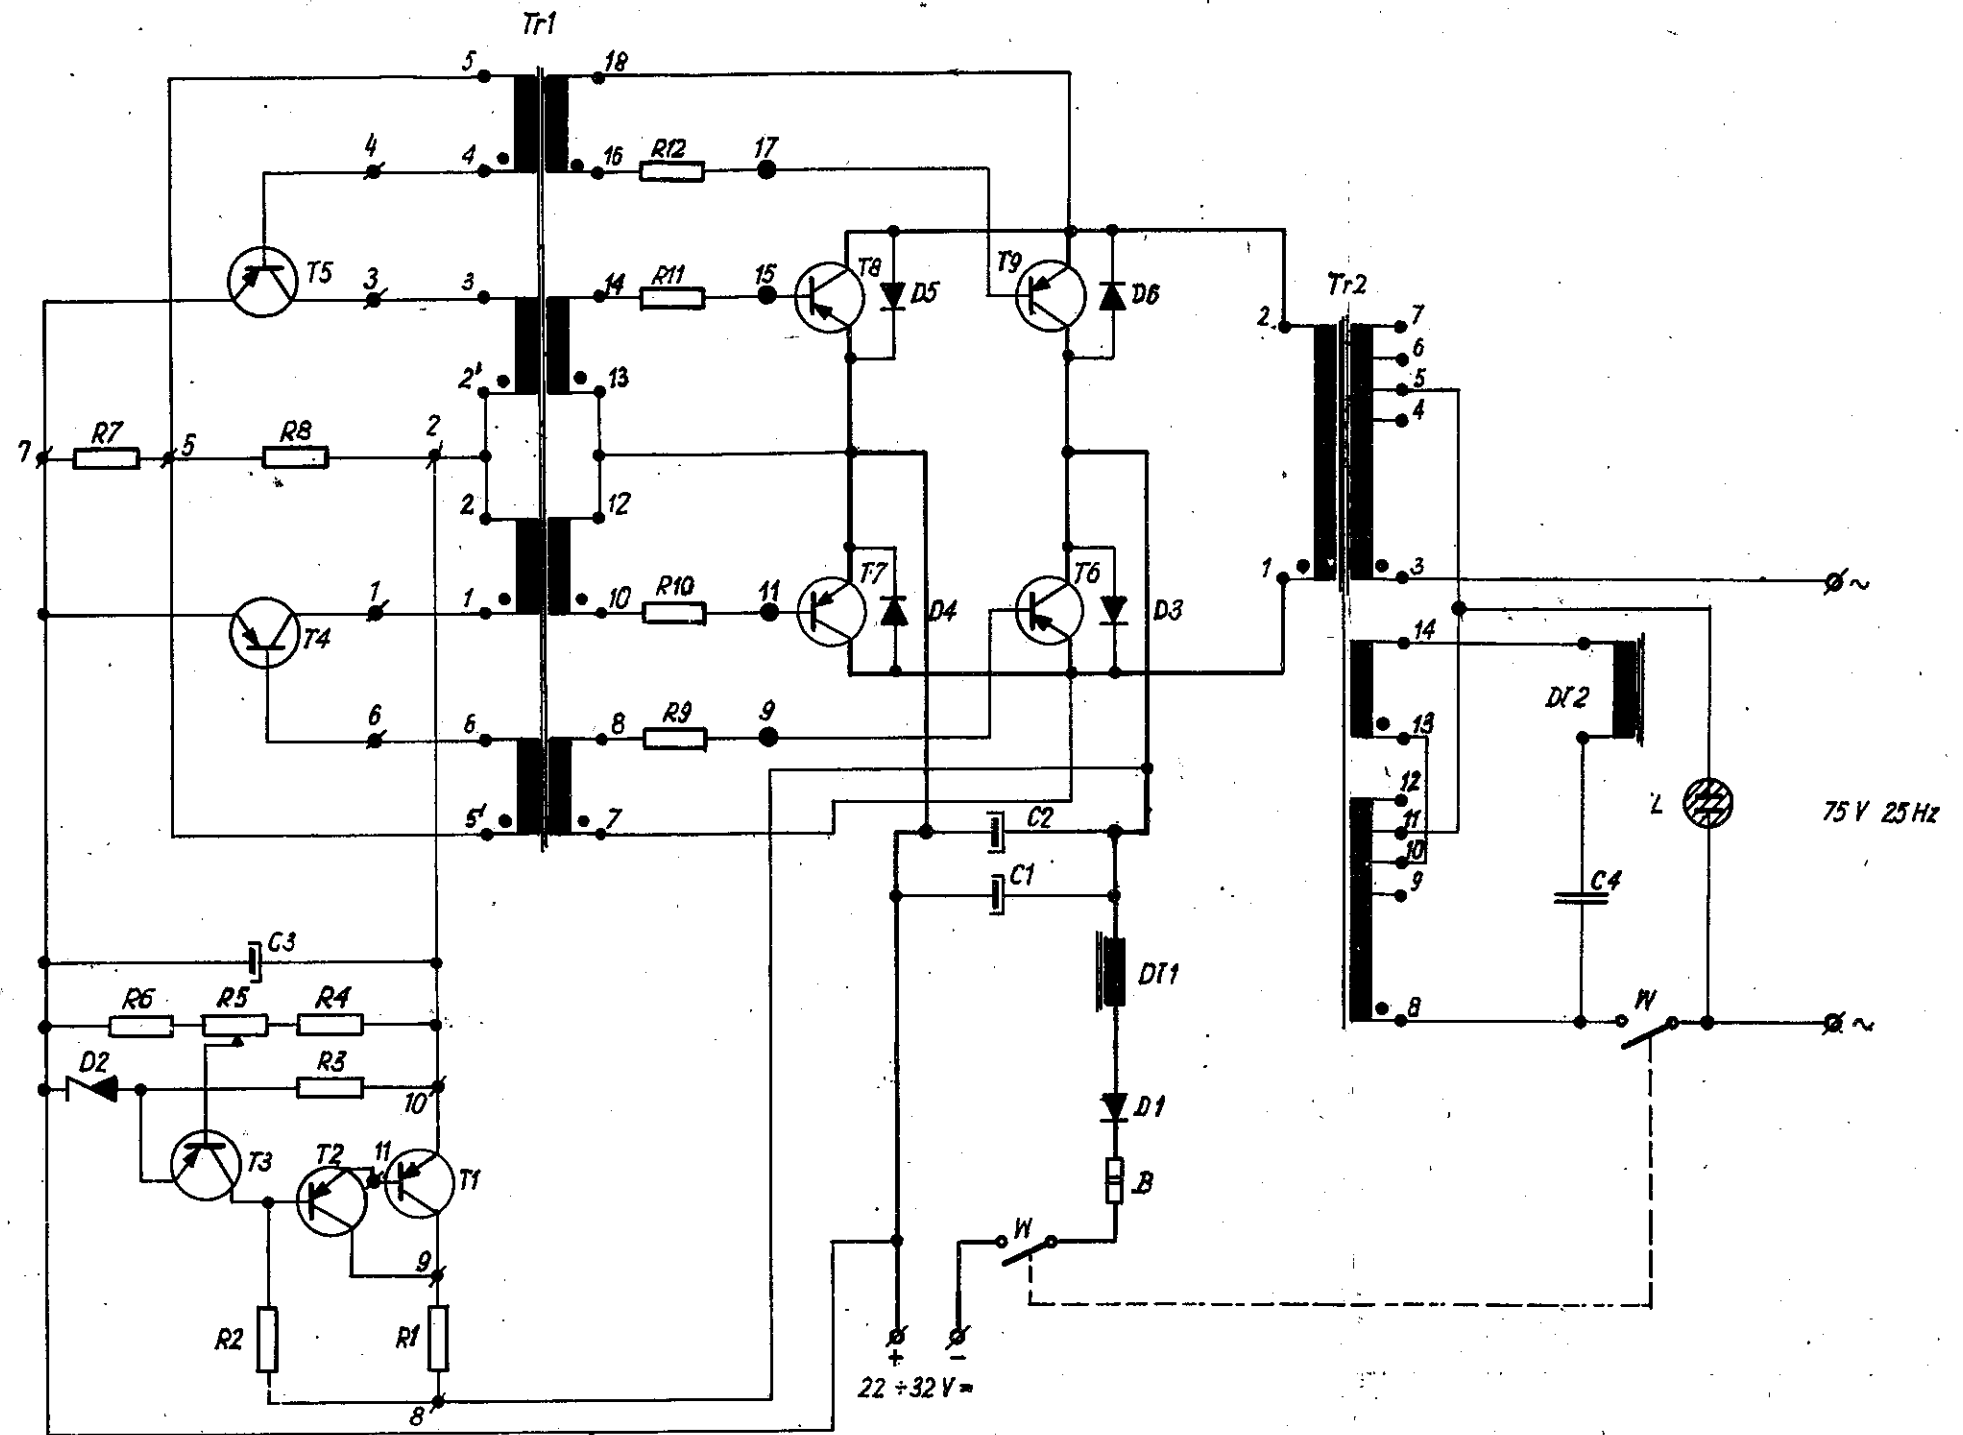 Tr1
5 18
4 4 16 R12 17
T5 3 3 14 R11 15 T8 D5 T9 D6
Tr2
2 7
6
5
4
2' 13
7 R7 5 R8 2
2 12
1 1 10 R10 11 T7 D4 T6 D3 1 3
T4
14
6 6 8 R9 9 DT2
13
12
5' 7 C2 11 L 75 V 25 Hz
10
C1 9 C4
C3 DT1
R6 R5 R4 8 W ~
~
D2 R3 10 D1
T3 T2 11 T1 B
9 W
R2 R1
+ -
22 ÷ 32 V =
8